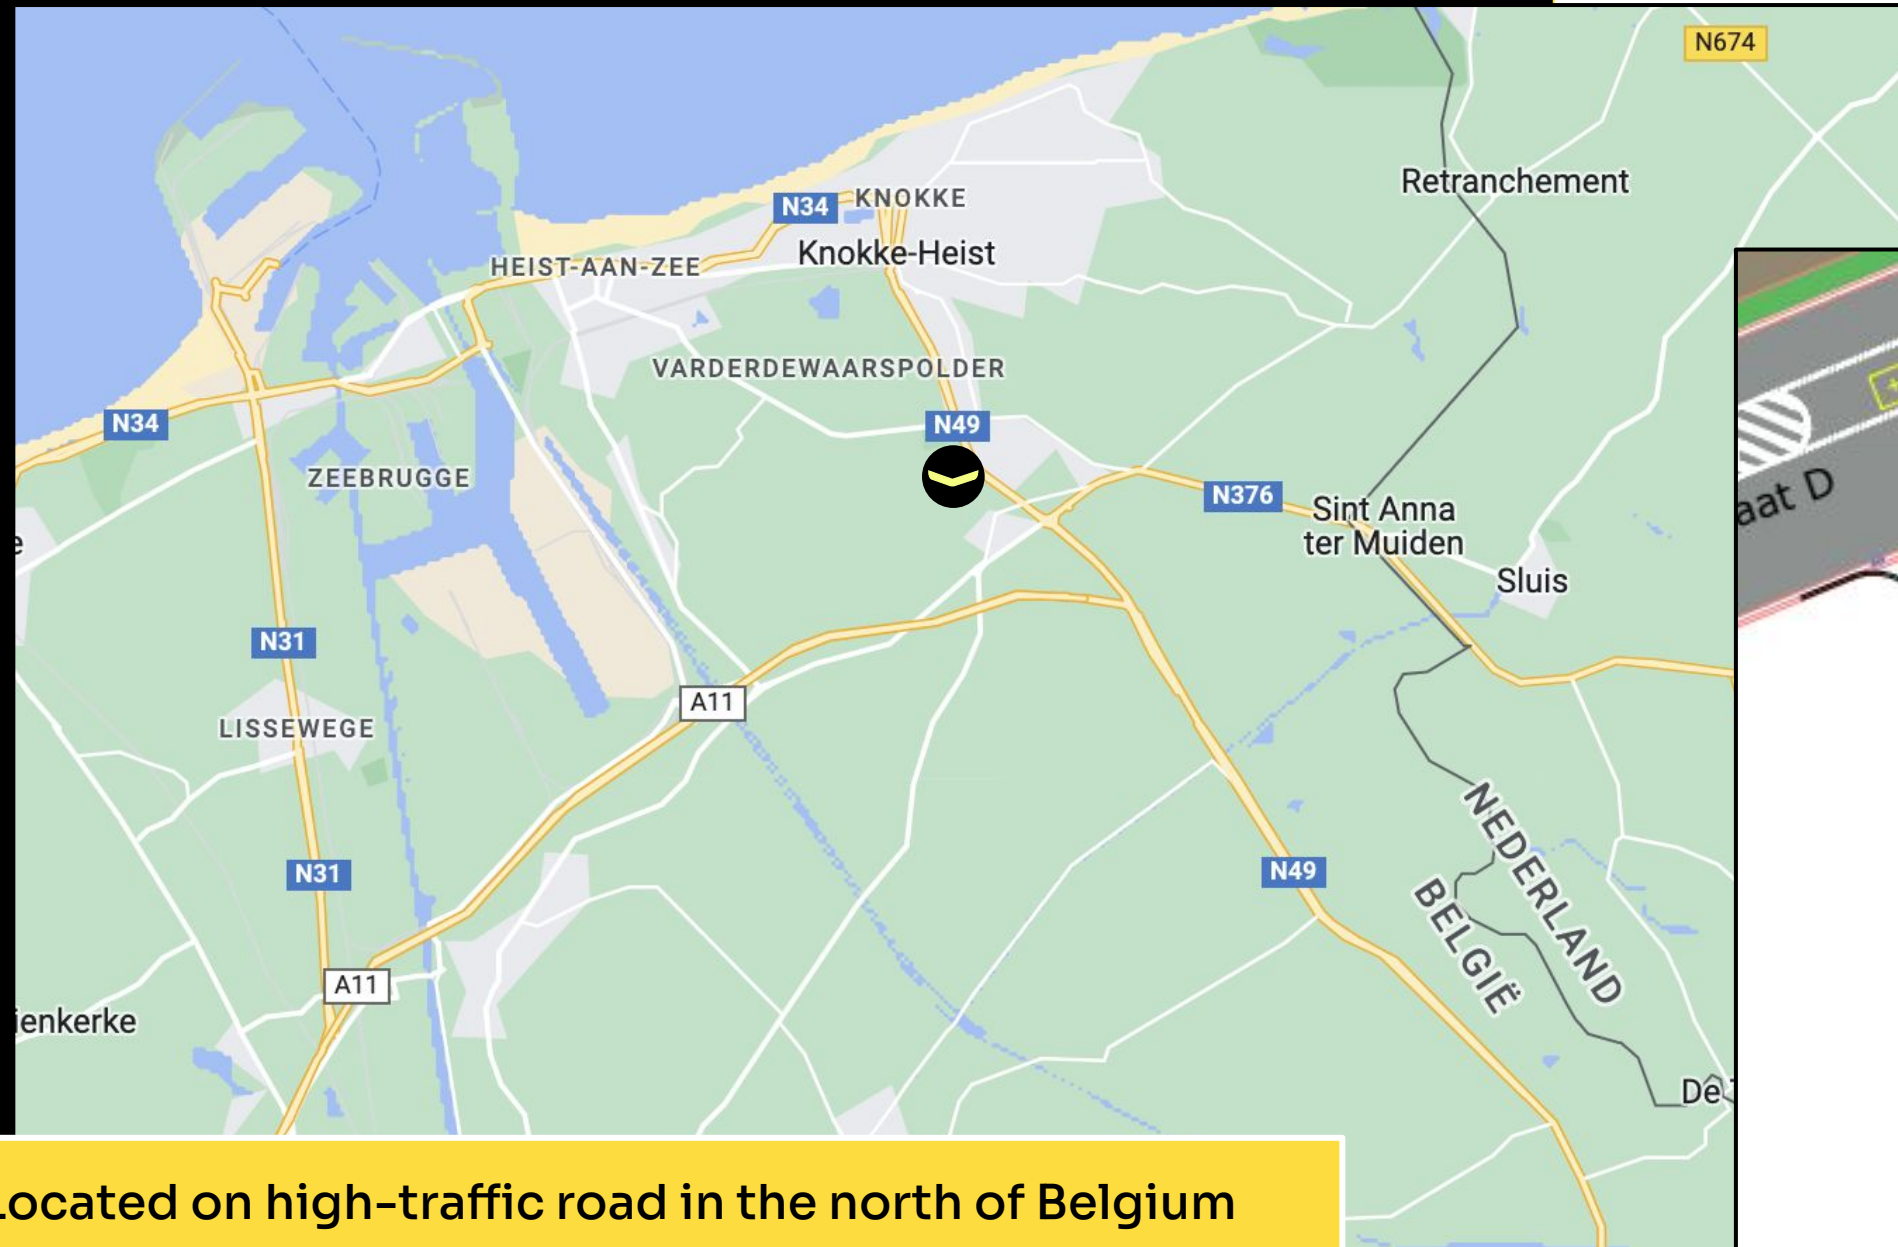 N674
Retranchement
N34
KNOKKE
Knokke-Heist
HEIST-AAN-ZEE
VARDERDEWAARSPOLDER
N34
N49
ZEEBRUGGE
N376
Sint Anna
ter Muiden
aat D
Sluis
N31
A11
LISSEWEGE
N31
N49
NEDERLAND
BELGIË
A11
ienkerke
De
Located on high-traffic road in the north of Belgium